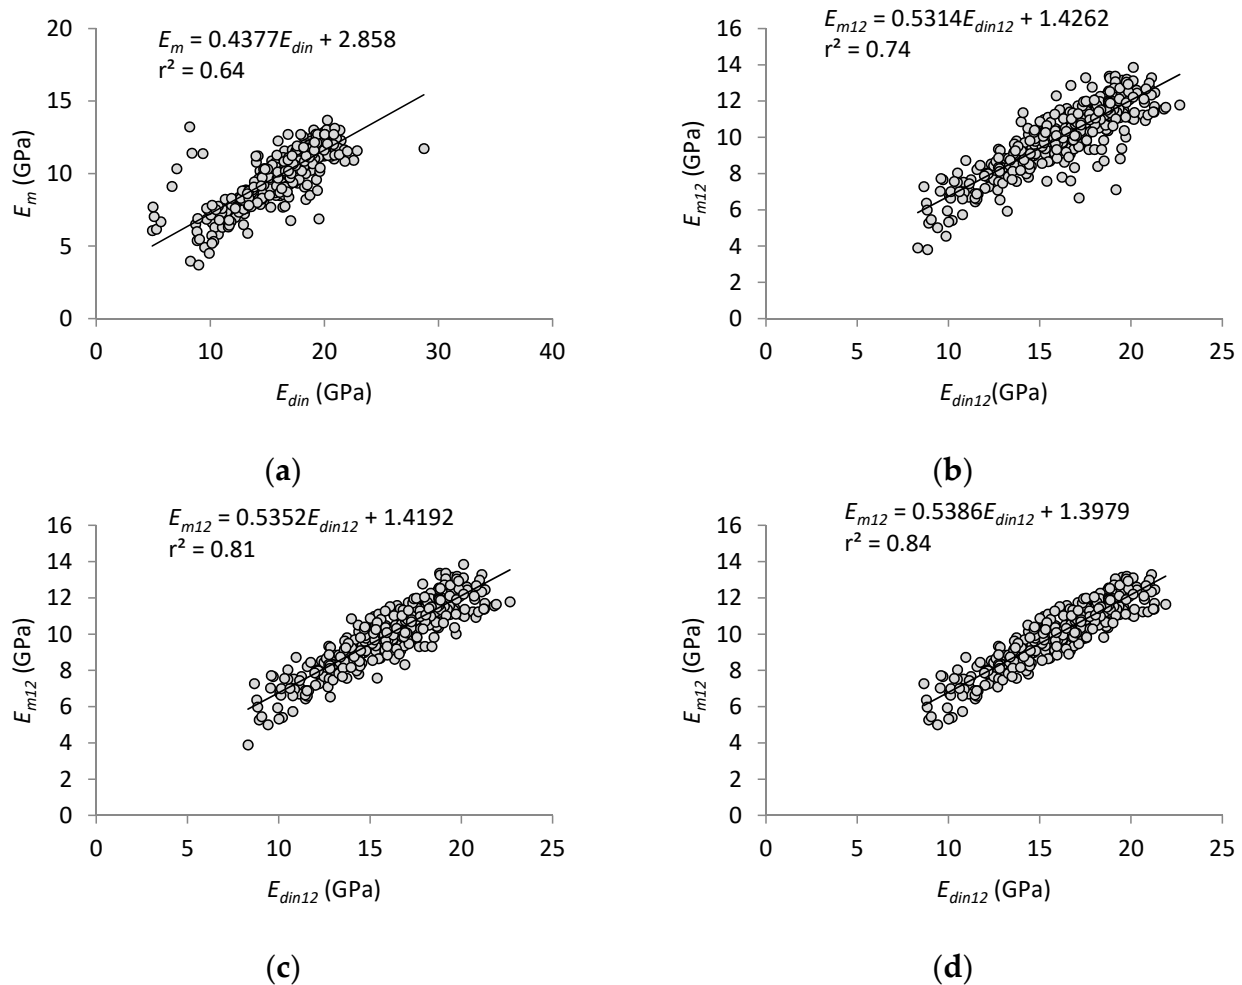 E_m = 0.4377E_din + 2.858
r² = 0.64
20
15
10
5
0
E_m (GPa)
0 10 20 30 40
E_din (GPa)
(a)
E_m12 = 0.5314E_din12 + 1.4262
r² = 0.74
16
14
12
10
8
6
4
2
0
E_m12 (GPa)
0 5 10 15 20 25
E_din12(GPa)
(b)
E_m12 = 0.5352E_din12 + 1.4192
r² = 0.81
16
14
12
10
8
6
4
2
0
E_m12 (GPa)
0 5 10 15 20 25
E_din12 (GPa)
(c)
E_m12 = 0.5386E_din12 + 1.3979
r² = 0.84
16
14
12
10
8
6
4
2
0
E_m12 (GPa)
0 5 10 15 20 25
E_din12 (GPa)
(d)